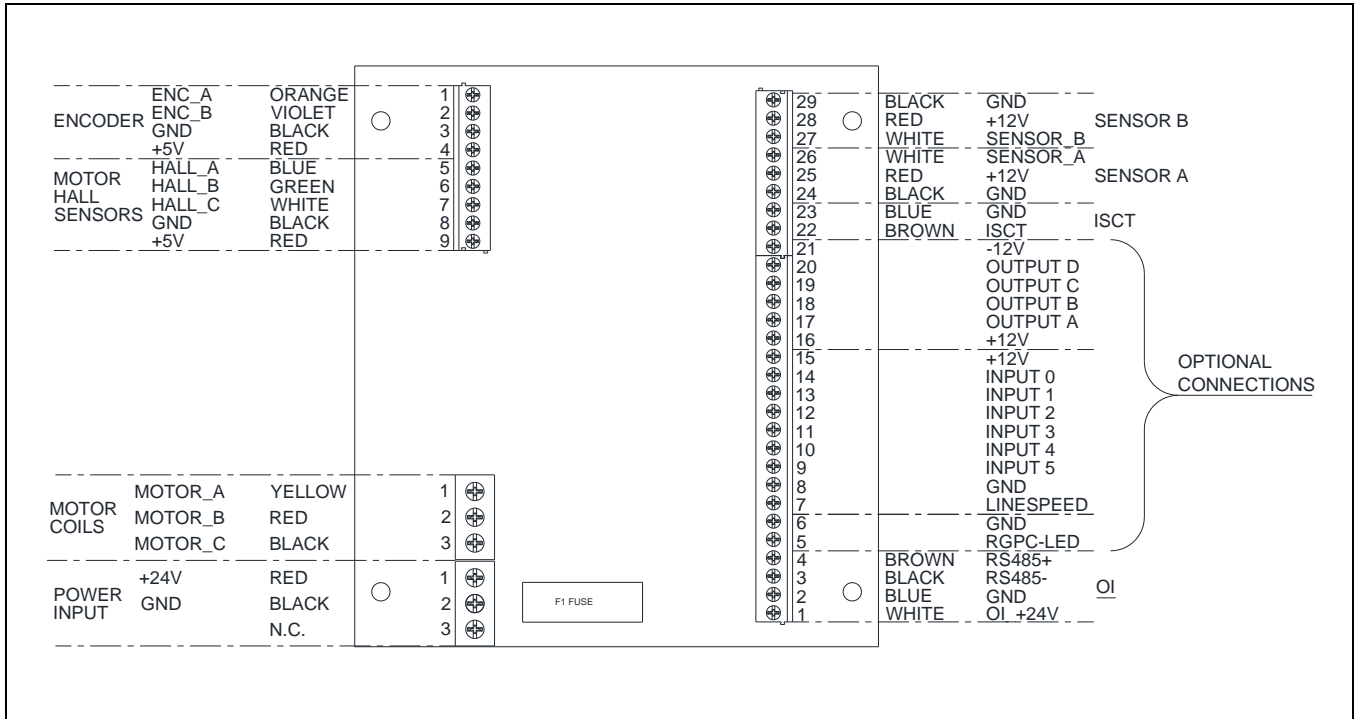 ENCODER
ENC_A ORANGE 1
ENC_B VIOLET 2
GND BLACK 3
+5V RED 4
MOTOR
HALL
SENSORS
HALL_A BLUE 5
HALL_B GREEN 6
HALL_C WHITE 7
GND BLACK 8
+5V RED 9
MOTOR
COILS
MOTOR_A YELLOW 1
MOTOR_B RED 2
MOTOR_C BLACK 3
POWER
INPUT
+24V RED 1
GND BLACK 2
N.C. 3
F1 FUSE
29 BLACK GND
28 RED +12V
27 WHITE SENSOR_B
SENSOR B
26 WHITE SENSOR_A
25 RED +12V
24 BLACK GND
SENSOR A
23 BLUE GND
22 BROWN ISCT
ISCT
21 -12V
20 OUTPUT D
19 OUTPUT C
18 OUTPUT B
17 OUTPUT A
16 +12V
15 +12V
14 INPUT 0
13 INPUT 1
12 INPUT 2
11 INPUT 3
10 INPUT 4
9 INPUT 5
8 GND
7 LINESPEED
6 GND
5 RGPC-LED
OPTIONAL
CONNECTIONS
4 BROWN RS485+
3 BLACK RS485-
2 BLUE GND
1 WHITE OI_+24V
OI